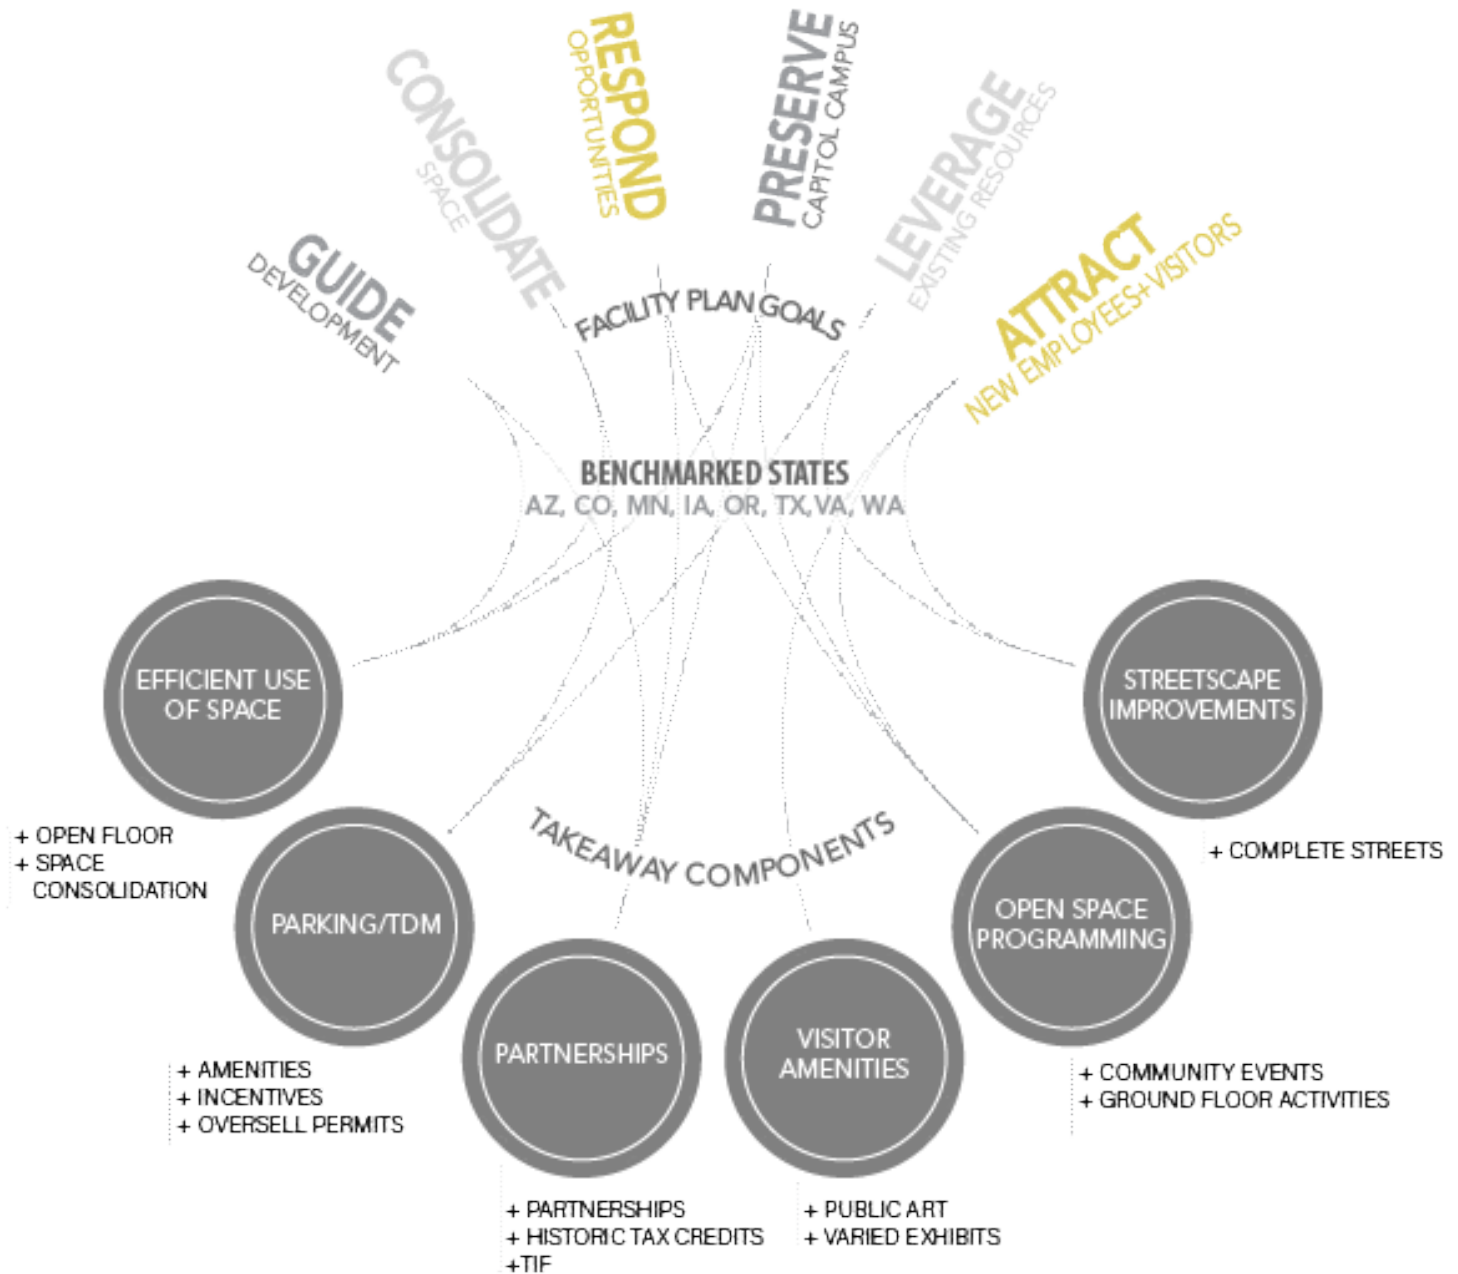 GUIDE
DEVELOPMENT
CONSOLIDATE
SPACE
RESPOND
OPPORTUNITIES
PRESERVE
CAPITOL CAMPUS
LEVERAGE
EXISTING RESOURCES
ATTRACT
NEW EMPLOYEES+VISITORS
FACILITY PLAN GOALS
BENCHMARKED STATES
AZ, CO, MN, IA, OR, TX, VA, WA
EFFICIENT USE
OF SPACE
+ OPEN FLOOR
+ SPACE
CONSOLIDATION
PARKING/TDM
+ AMENITIES
+ INCENTIVES
+ OVERSELL PERMITS
TAKEAWAY COMPONENTS
PARTNERSHIPS
+ PARTNERSHIPS
+ HISTORIC TAX CREDITS
+TIF
VISITOR
AMENITIES
+ PUBLIC ART
+ VARIED EXHIBITS
OPEN SPACE
PROGRAMMING
+ COMMUNITY EVENTS
+ GROUND FLOOR ACTIVITIES
STREETSCAPE
IMPROVEMENTS
+ COMPLETE STREETS